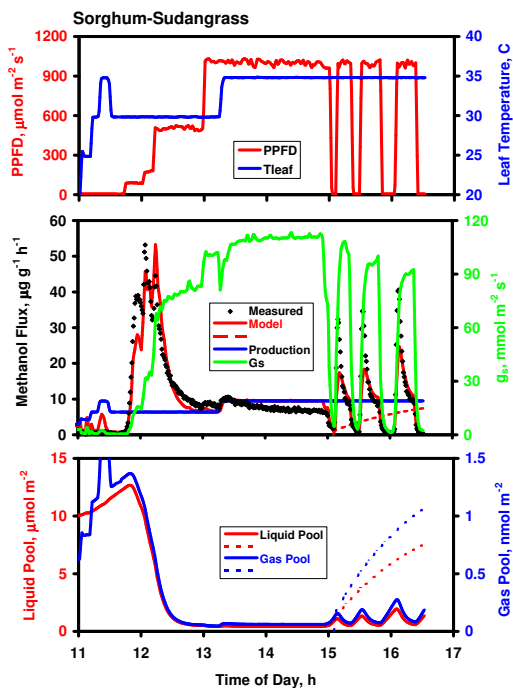 Sorghum-Sudangrass
PPFD, μmol m-2 s-1
1200
900
600
300
0
PPFD
Tleaf
40
35
30
25
20
Leaf Temperature, C
Methanol Flux, μg g-1 h-1
60
50
40
30
20
10
0
Measured
Model
Production
Gs
120
90
60
30
0
gs, mmol m-2 s-1
Liquid Pool, μmol m-2
15
10
5
0
Liquid Pool
Gas Pool
1.5
1
0.5
0
Gas Pool, nmol m-2
11 12 13 14 15 16 17
Time of Day, h